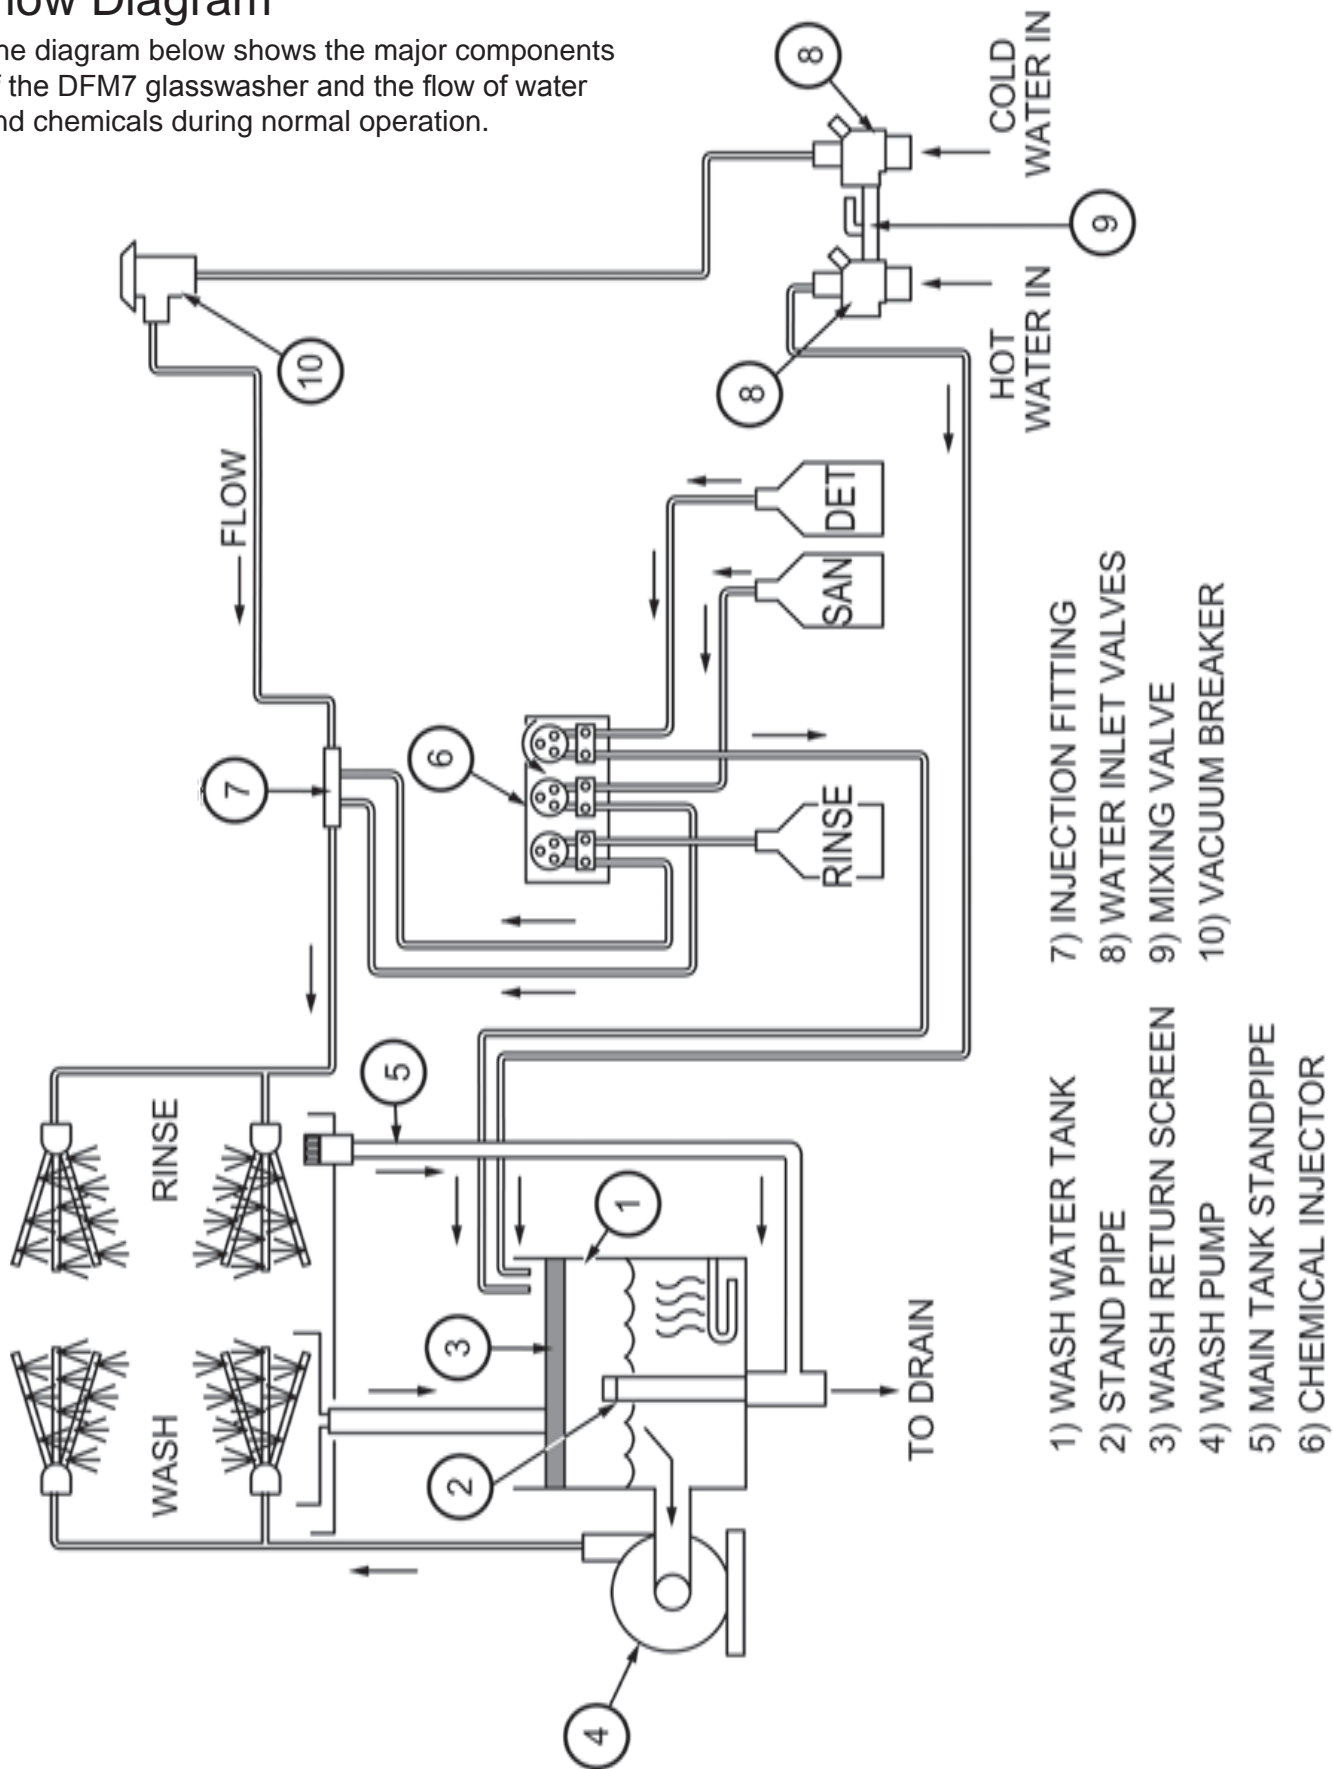 low Diagram
ne diagram below shows the major components
f the DFM7 glasswasher and the flow of water
nd chemicals during normal operation.
WASH
RINSE
FLOW
10
7
6
5
3
2
1
4
8
8
9
RINSE
SAN
DET
HOT
WATER IN
COLD
WATER IN
TO DRAIN
1) WASH WATER TANK
2) STAND PIPE
3) WASH RETURN SCREEN
4) WASH PUMP
5) MAIN TANK STANDPIPE
6) CHEMICAL INJECTOR
7) INJECTION FITTING
8) WATER INLET VALVES
9) MIXING VALVE
10) VACUUM BREAKER